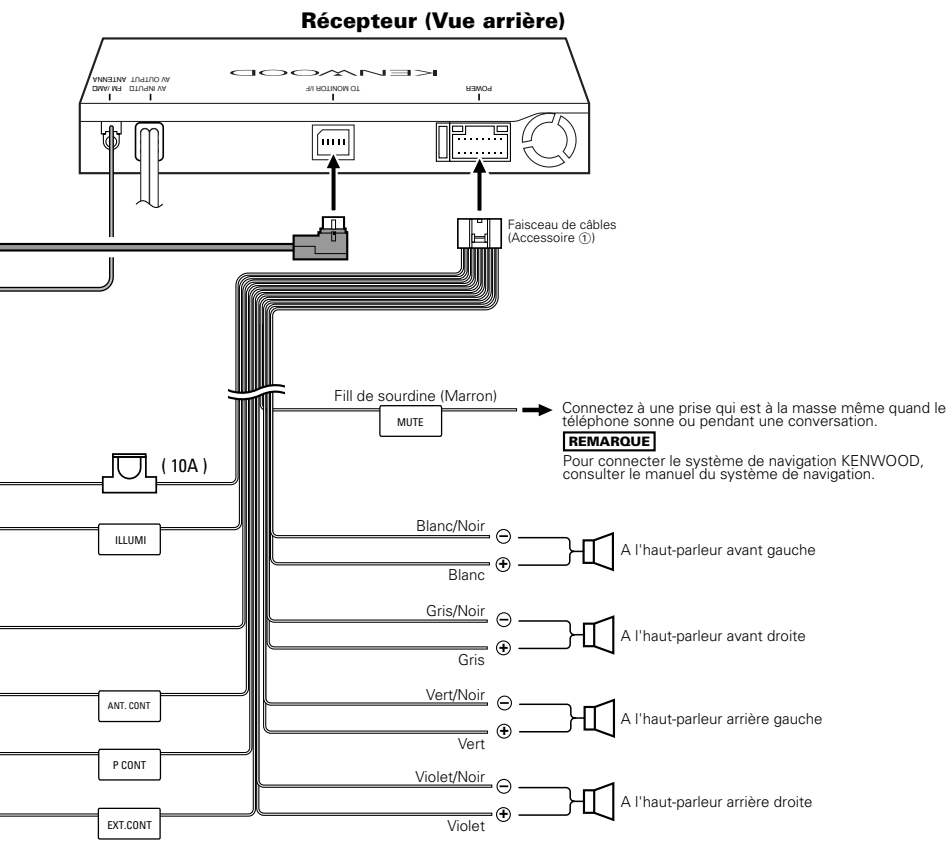 Récepteur (Vue arrière)
KENWOOD
ANTENNA
FM /AMD
AV OUTPUT
AV INPUTD
TO MONITOR I/F
POWER
Faisceau de câbles
(Accessoire ①)
Fill de sourdine (Marron)
MUTE
Connectez à une prise qui est à la masse même quand le
téléphone sonne ou pendant une conversation.
REMARQUE
Pour connecter le système de navigation KENWOOD,
consulter le manuel du système de navigation.
( 10A )
ILLUMI
Blanc/Noir
⊖
A l'haut-parleur avant gauche
⊕
Blanc
Gris/Noir
⊖
A l'haut-parleur avant droite
⊕
Gris
ANT. CONT
Vert/Noir
⊖
A l'haut-parleur arrière gauche
⊕
Vert
P CONT
Violet/Noir
⊖
A l'haut-parleur arrière droite
⊕
Violet
EXT.CONT